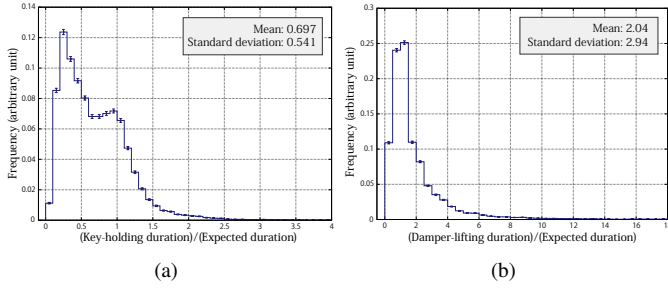 0.14
0.12
0.1
0.08
0.06
0.04
0.02
0
Frequency (arbitrary unit)
Mean: 0.697
Standard deviation: 0.541
0 0.5 1 1.5 2 2.5 3 3.5 4
(Key-holding duration)/(Expected duration)
(a)
0.3
0.25
0.2
0.15
0.1
0.05
0
Frequency (arbitrary unit)
Mean: 2.04
Standard deviation: 2.94
0 2 4 6 8 10 12 14 16 18
(Damper-lifting duration)/(Expected duration)
(b)